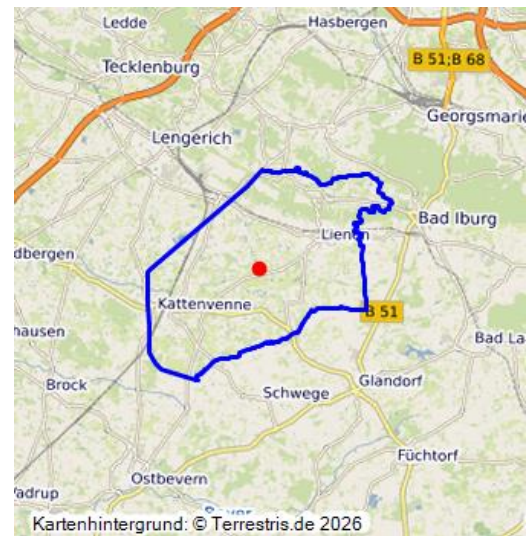 Ledde
Hasbergen
B 51;B 68
Tecklenburg
Georgsmarie
Lengerich
Bad Iburg
Lienen
dbergen
Kattenvenne
B 51
hausen
Bad La
Brock
Glandorf
Schwege
Füchtorf
Ostbevern
Vadrup
Kartenhintergrund: © Terrestris.de 2026